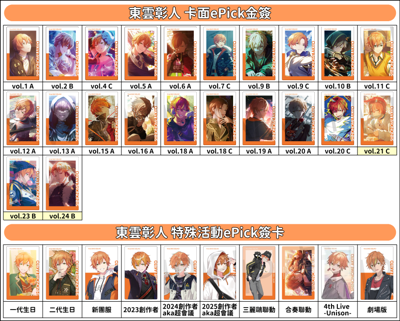 東雲彰人 卡面ePick金簽
vol.1 A vol.2 B vol.4 C vol.5 A vol.6 A vol.7 C vol.9 B vol.9 C vol.10 B vol.11 C
vol.12 A vol.13 A vol.15 A vol.16 A vol.18 A vol.18 C vol.19 A vol.20 A vol.20 C vol.21 C
vol.23 B vol.24 B
東雲彰人 特殊活動ePick簽卡
一代生日 二代生日 新團服 2023創作者 2024創作者 2025創作者 三麗鷗聯動 合奏聯動 4th Live 劇場版
aka超會議 aka超會議 -Unison-